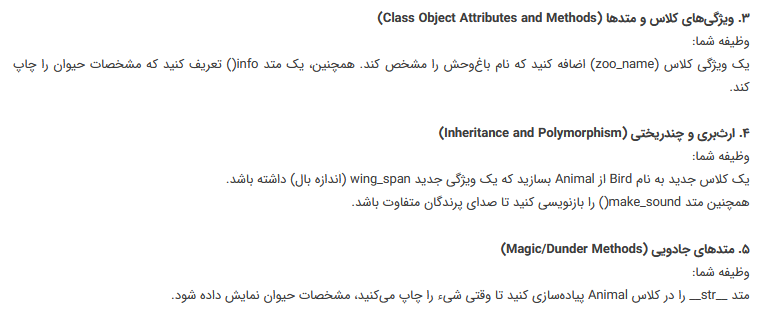 ۳. ویژگی‌های کلاس و متدها (Class Object Attributes and Methods)
وظیفه شما:
یک ویژگی کلاس (zoo_name) اضافه کنید که نام باغ‌وحش را مشخص کند. همچنین، یک متد info() تعریف کنید که مشخصات حیوان را چاپ
کند.
۴. ارث‌بری و چندریختی (Inheritance and Polymorphism)
وظیفه شما:
یک کلاس جدید به نام Bird از Animal بسازید که یک ویژگی جدید wing_span (اندازه بال) داشته باشد.
همچنین متد make_sound() را بازنویسی کنید تا صدای پرندگان متفاوت باشد.
۵. متدهای جادویی (Magic/Dunder Methods)
وظیفه شما:
متد __str__ را در کلاس Animal پیاده‌سازی کنید تا وقتی شیء را چاپ می‌کنید، مشخصات حیوان نمایش داده شود.